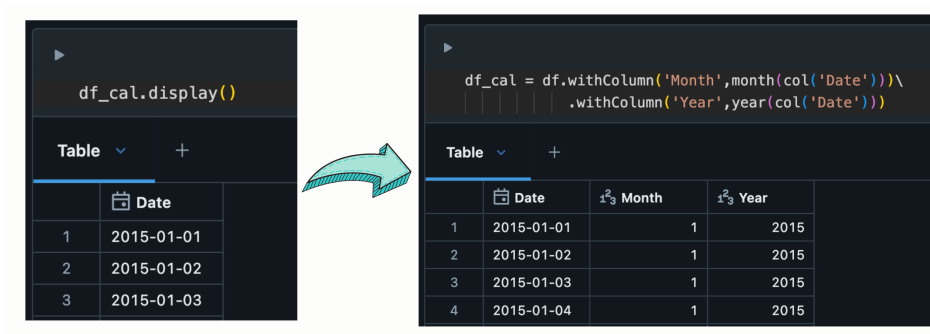 df_cal.display()
Table
Date
1 2015-01-01
2 2015-01-02
3 2015-01-03
df_cal = df.withColumn('Month',month(col('Date')))\
.withColumn('Year',year(col('Date')))
Table
Date 123 Month 123 Year
1 2015-01-01 1 2015
2 2015-01-02 1 2015
3 2015-01-03 1 2015
4 2015-01-04 1 2015